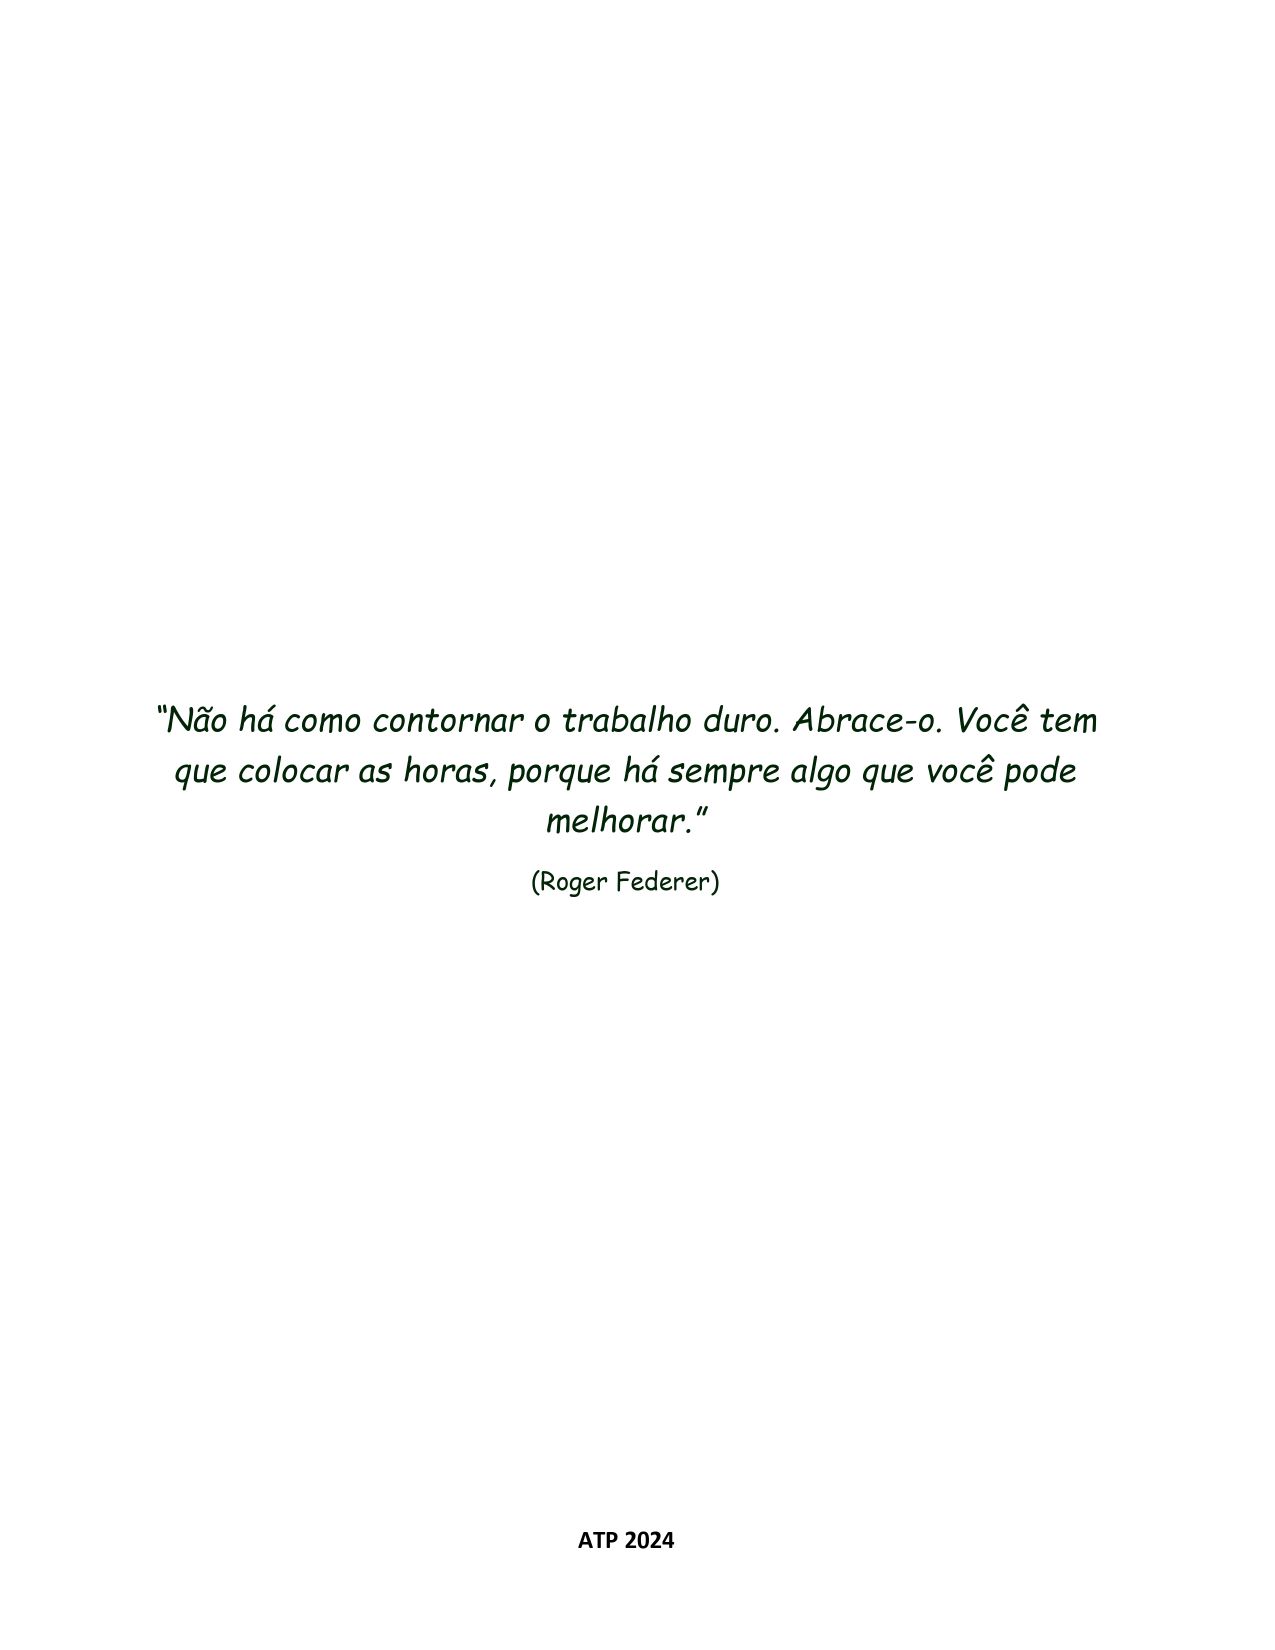 “Não há como contornar o trabalho duro. Abrace-o. Você tem
que colocar as horas, porque há sempre algo que você pode
melhorar.”
(Roger Federer)
ATP 2024